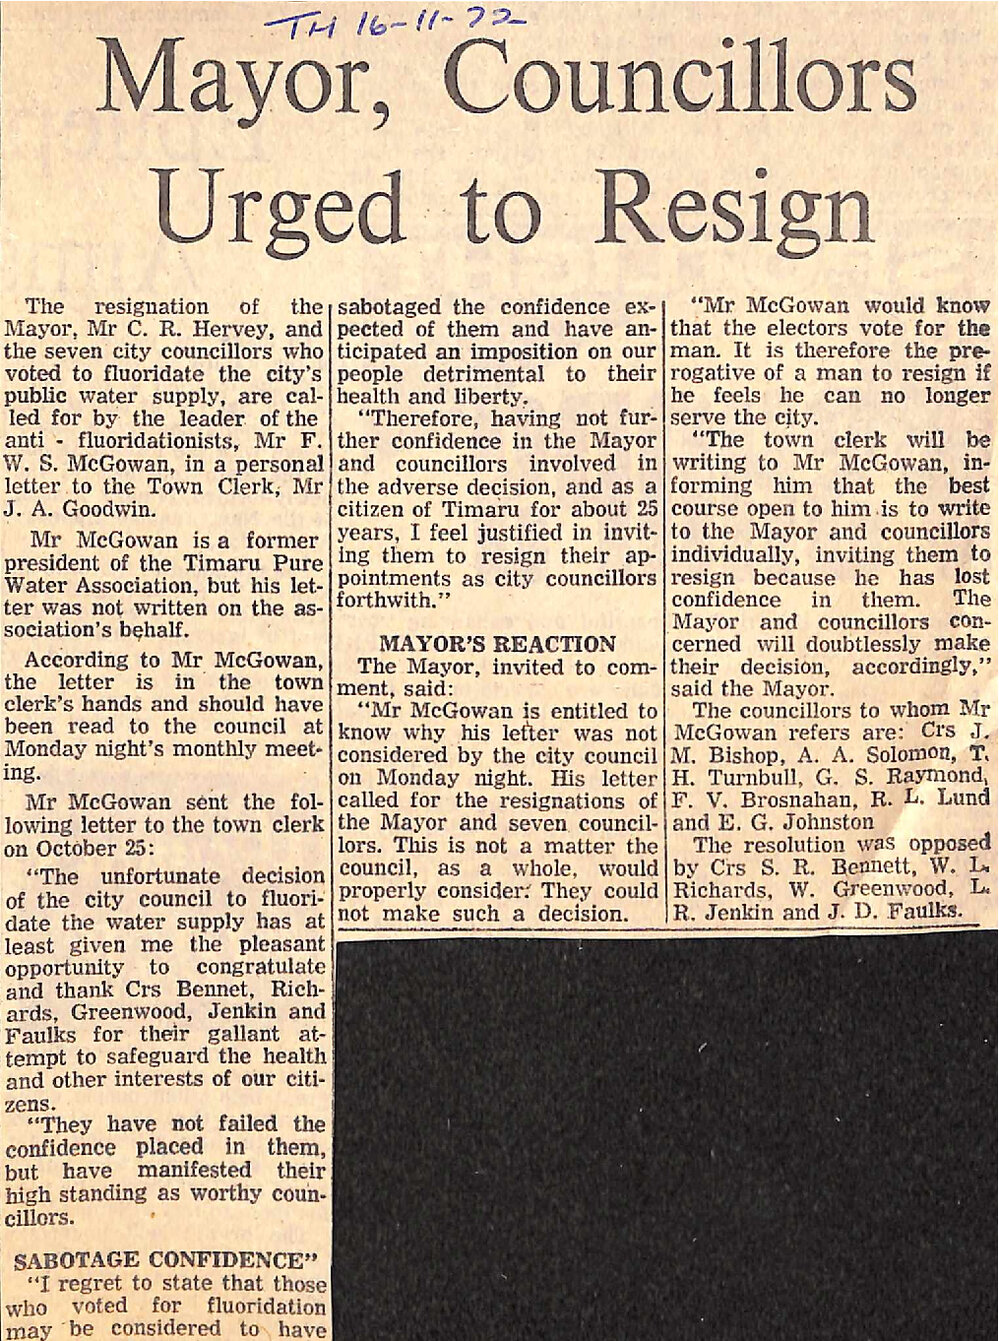 TH 16-11-72
Mayor, Councillors
Urged to Resign
The resignation of the
Mayor, Mr C. R. Hervey, and
the seven city councillors who
voted to fluoridate the city's
public water supply, are cal-
led for by the leader of the
anti - fluoridationists, Mr F.
W. S. McGowan, in a personal
letter to the Town Clerk, Mr
J. A. Goodwin.
Mr McGowan is a former
president of the Timaru Pure
Water Association, but his let-
ter was not written on the as-
sociation's behalf.
According to Mr McGowan,
the letter is in the town
clerk's hands and should have
been read to the council at
Monday night's monthly meet-
ing.
Mr McGowan sent the fol-
lowing letter to the town clerk
on October 25:
"The unfortunate decision
of the city council to fluori-
date the water supply has at
least given me the pleasant
opportunity to congratulate
and thank Crs Bennet, Rich-
ards, Greenwood, Jenkin and
Faulks for their gallant at-
tempt to safeguard the health
and other interests of our citi-
zens.
"They have not failed the
confidence placed in them,
but have manifested their
high standing as worthy coun-
cillors.
SABOTAGE CONFIDENCE"
"I regret to state that those
who voted for fluoridation
may be considered to have
sabotaged the confidence ex-
pected of them and have an-
ticipated an imposition on our
people detrimental to their
health and liberty.
"Therefore, having not fur-
ther confidence in the Mayor
and councillors involved in
the adverse decision, and as a
citizen of Timaru for about 25
years, I feel justified in invit-
ing them to resign their ap-
pointments as city councillors
forthwith."
MAYOR'S REACTION
The Mayor, invited to com-
ment, said:
"Mr McGowan is entitled to
know why his letter was not
considered by the city council
on Monday night. His letter
called for the resignations of
the Mayor and seven council-
lors. This is not a matter the
council, as a whole, would
properly consider. They could
not make such a decision.
"Mr McGowan would know
that the electors vote for the
man. It is therefore the pre-
rogative of a man to resign if
he feels he can no longer
serve the city.
"The town clerk will be
writing to Mr McGowan, in-
forming him that the best
course open to him is to write
to the Mayor and councillors
individually, inviting them to
resign because he has lost
confidence in them. The
Mayor and councillors con-
cerned will doubtlessly make
their decision, accordingly,"
said the Mayor.
The councillors to whom Mr
McGowan refers are: Crs J.
M. Bishop, A. A. Solomon, T.
H. Turnbull, G. S. Raymond,
F. V. Brosnahan, R. L. Lund
and E. G. Johnston
The resolution was opposed
by Crs S. R. Bennett, W. L.
Richards, W. Greenwood, L.
R. Jenkin and J. D. Faulks.